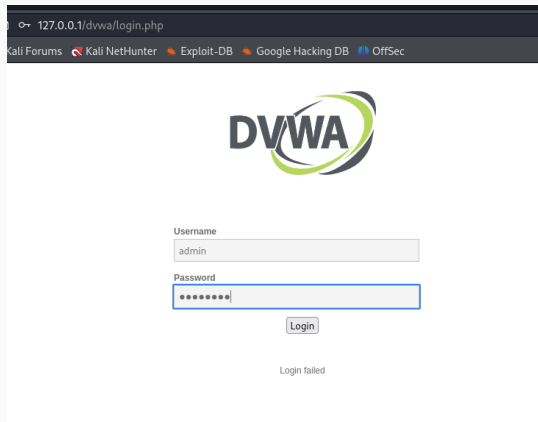 127.0.0.1/dvwa/login.php
Kali Forums Kali NetHunter Exploit-DB Google Hacking DB OffSec
DVWA
Username
admin
Password
••••••••
Login
Login failed